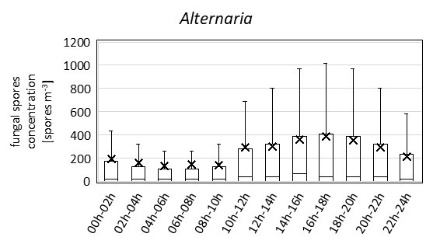 Alternaria
fungal spores
concentration
[spores m⁻³]
1200
1000
800
600
400
200
0
00h-02h
02h-04h
04h-06h
06h-08h
08h-10h
10h-12h
12h-14h
14h-16h
16h-18h
18h-20h
20h-22h
22h-24h